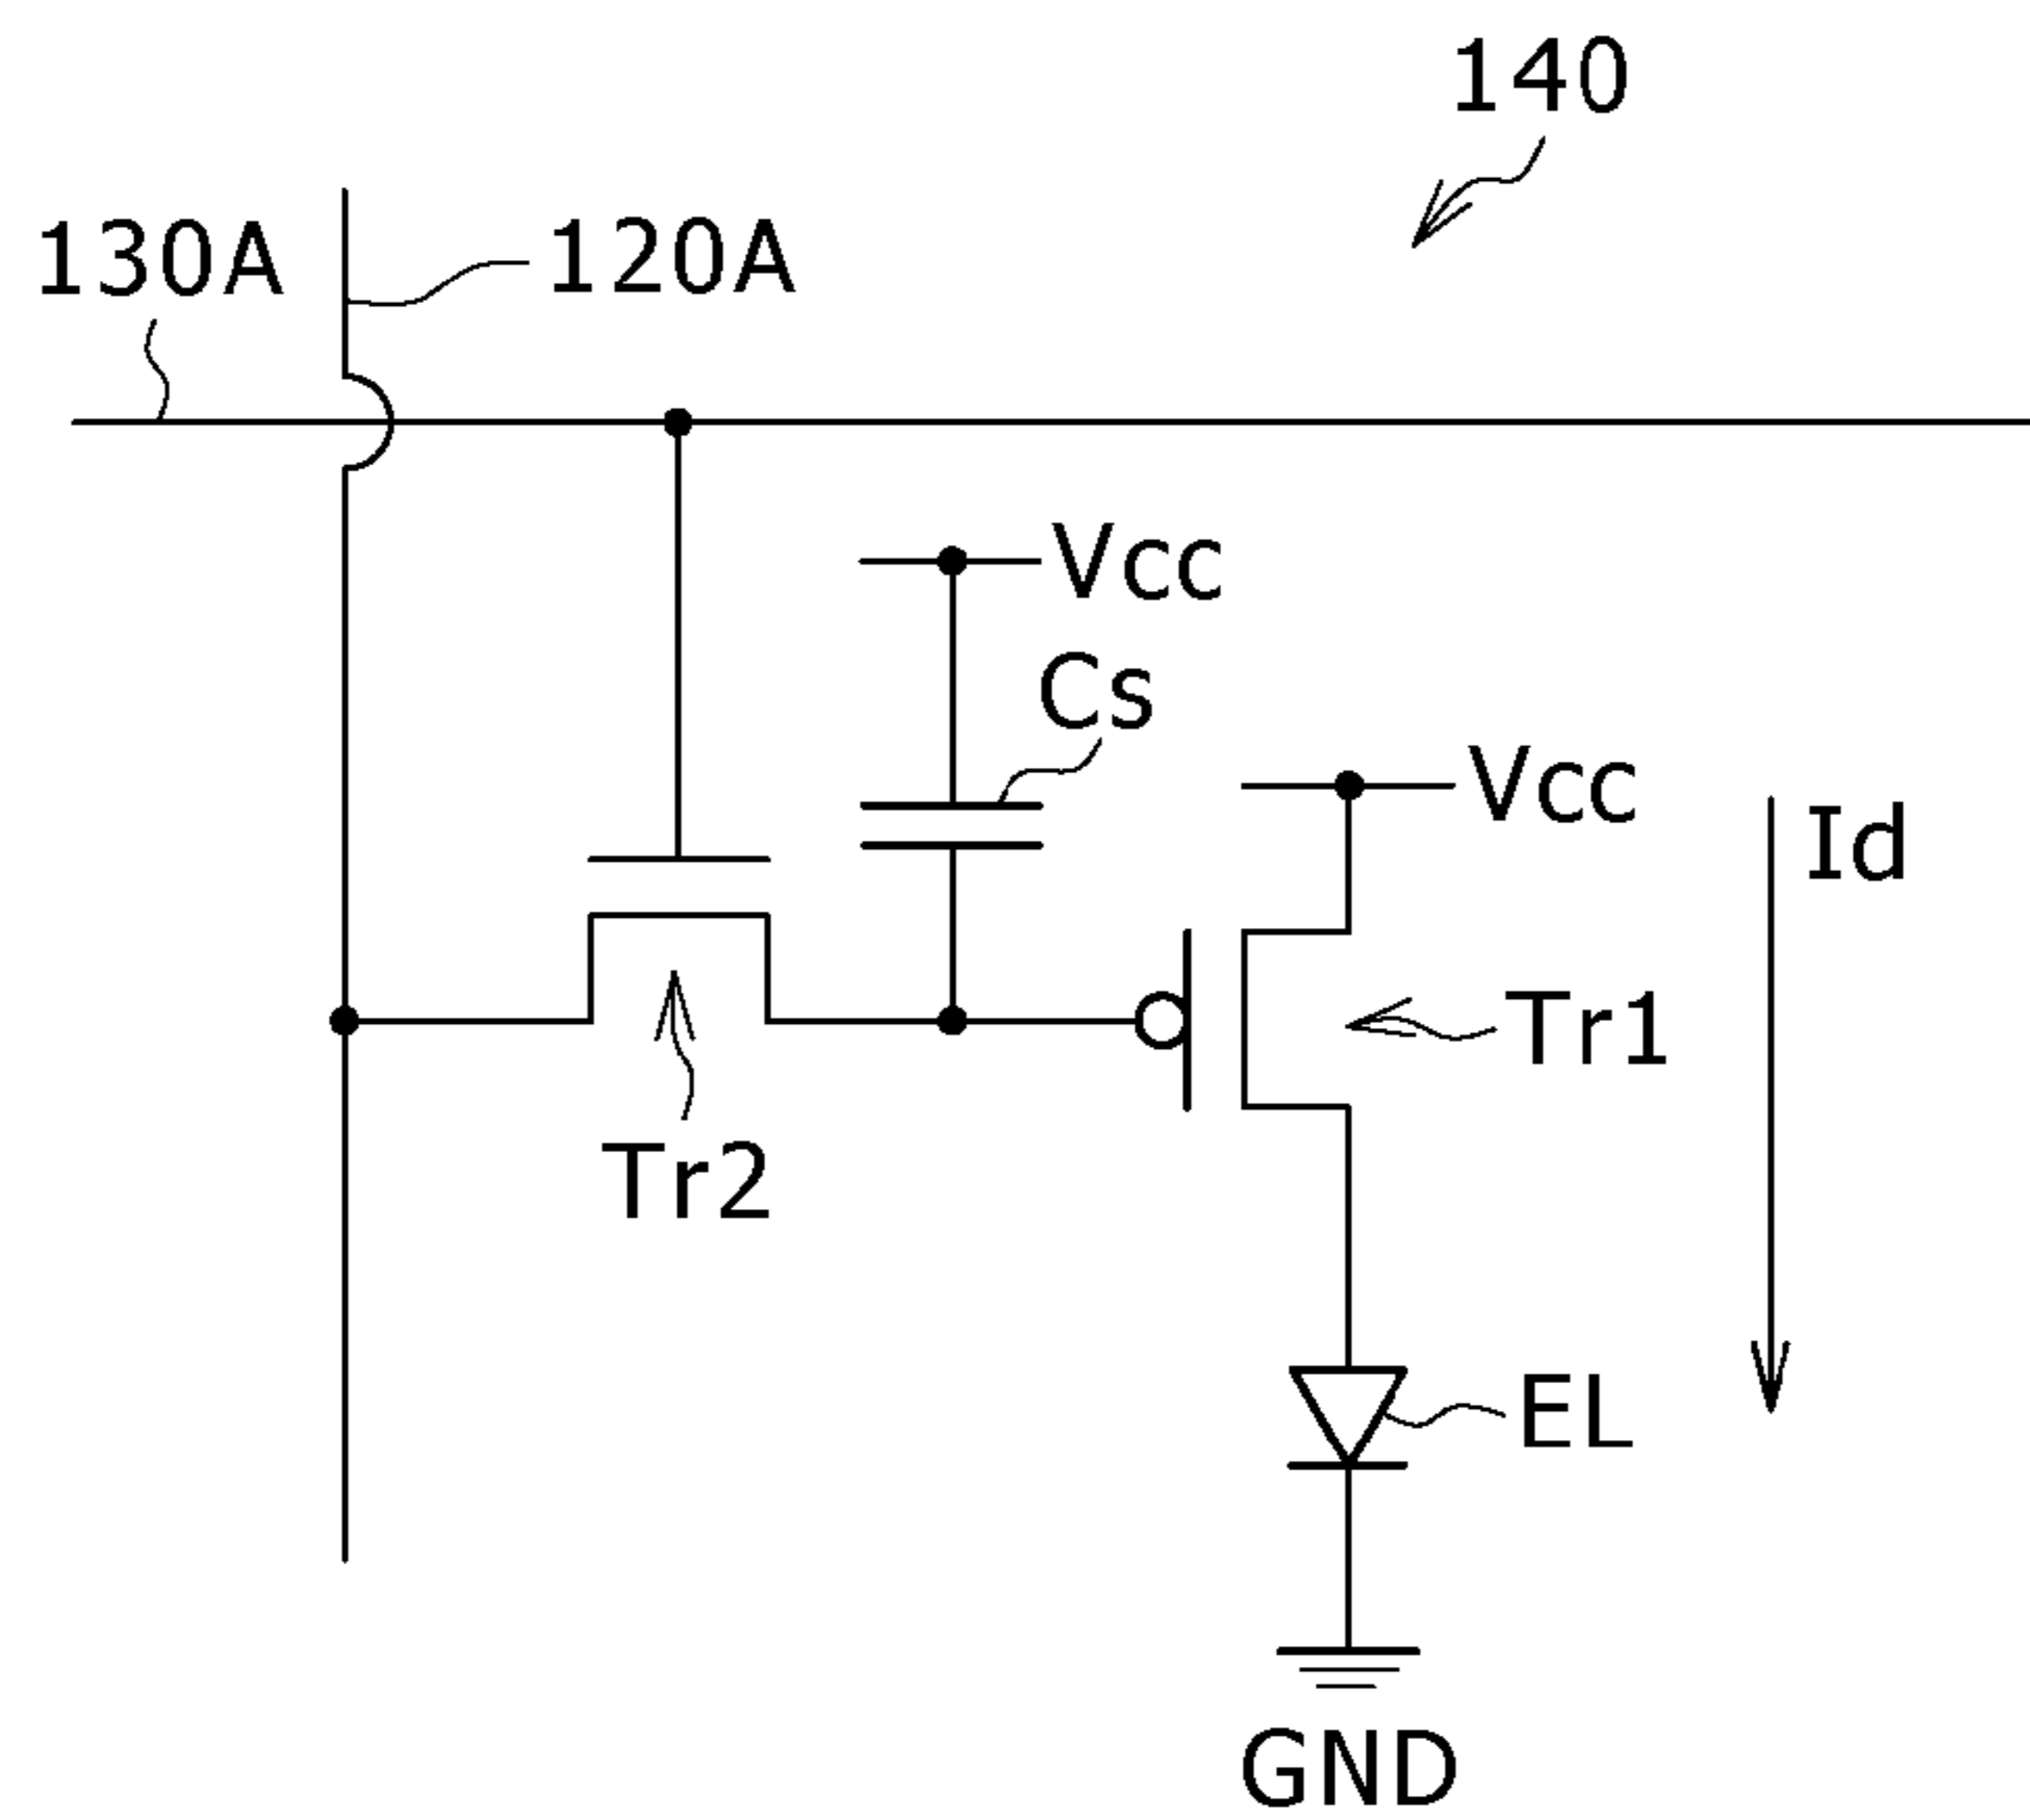 140
130A
120A
Vcc
Cs
Vcc
Id
Tr1
Tr2
EL
GND